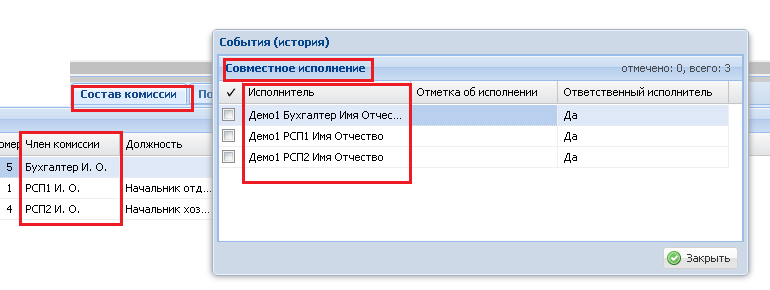 События (история)
Совместное исполнение
отмечено: 0, всего: 3
Исполнитель Отметка об исполнении Ответственный исполнитель
Демо1 Бухгалтер Имя Отчес... Да
Демо1 РСП1 Имя Отчество Да
Демо1 РСП2 Имя Отчество Да
Закрыть
Состав комиссии По
омер Член комиссии Должность
5 Бухгалтер И. О.
1 РСП1 И. О. Начальник отд...
4 РСП2 И. О. Начальник хоз...